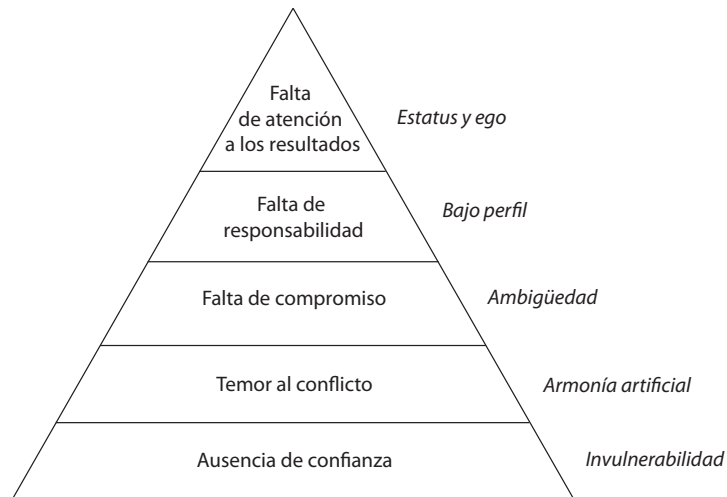 Falta
de atención
a los resultados
Estatus y ego
Falta de
responsabilidad
Bajo perfil
Falta de compromiso
Ambigüedad
Temor al conflicto
Armonía artificial
Ausencia de confianza
Invulnerabilidad